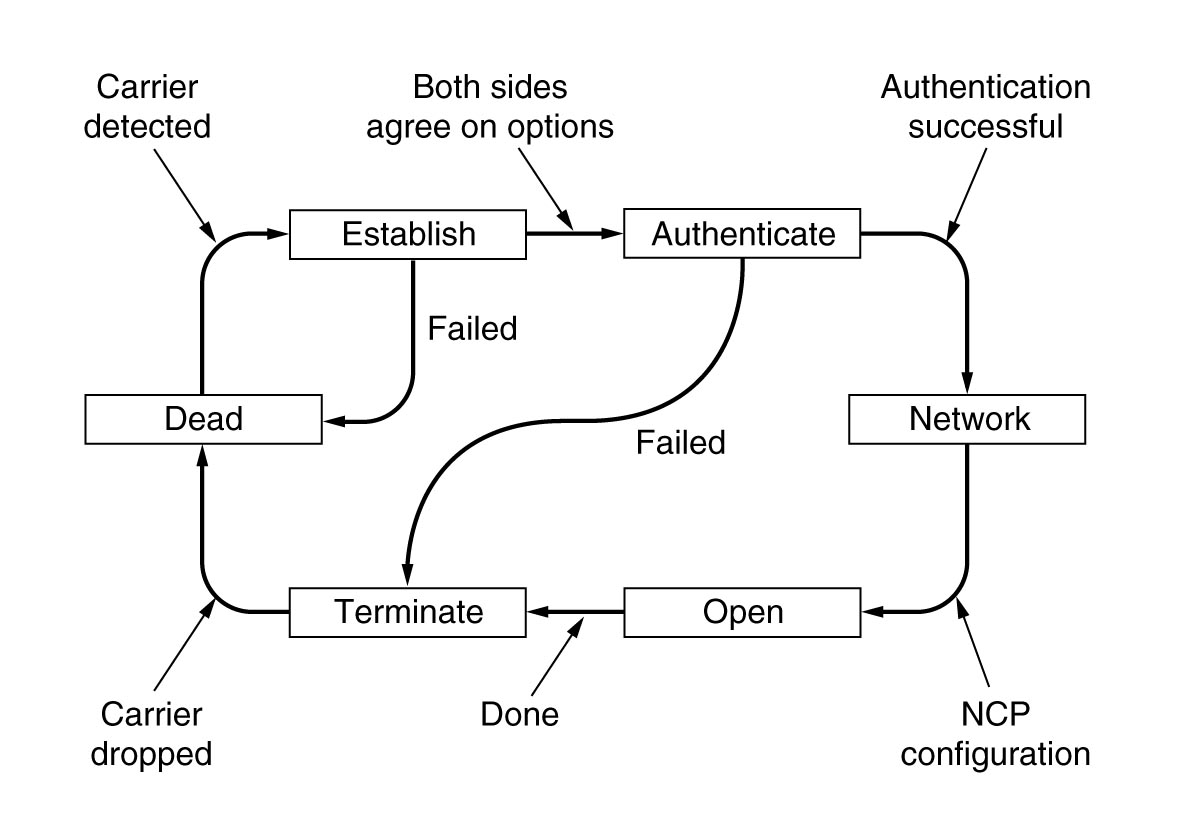 Carrier
detected
Both sides
agree on options
Authentication
successful
Establish
Authenticate
Failed
Dead
Network
Failed
Terminate
Open
Carrier
dropped
Done
NCP
configuration